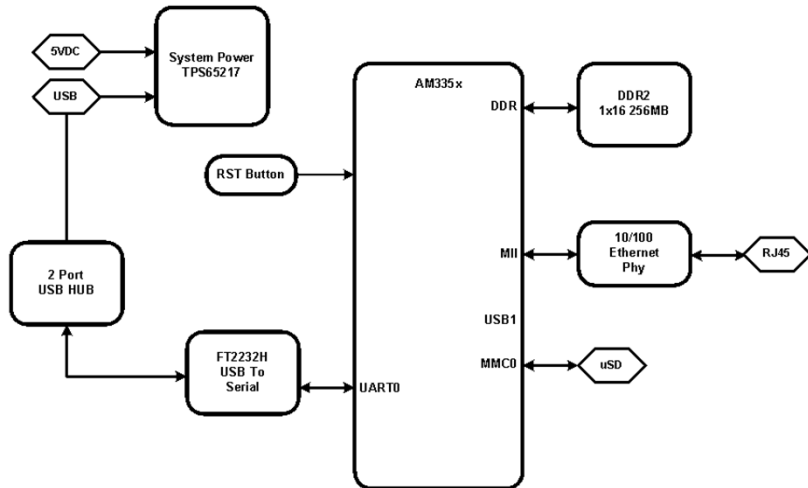 5VDC
USB
System Power
TPS65217
AM335x
DDR
DDR2
1x16 256MB
RST Button
MII
10/100
Ethernet
Phy
RJ45
2 Port
USB HUB
USB1
FT2232H
USB To
Serial
UART0
MMC0
uSD